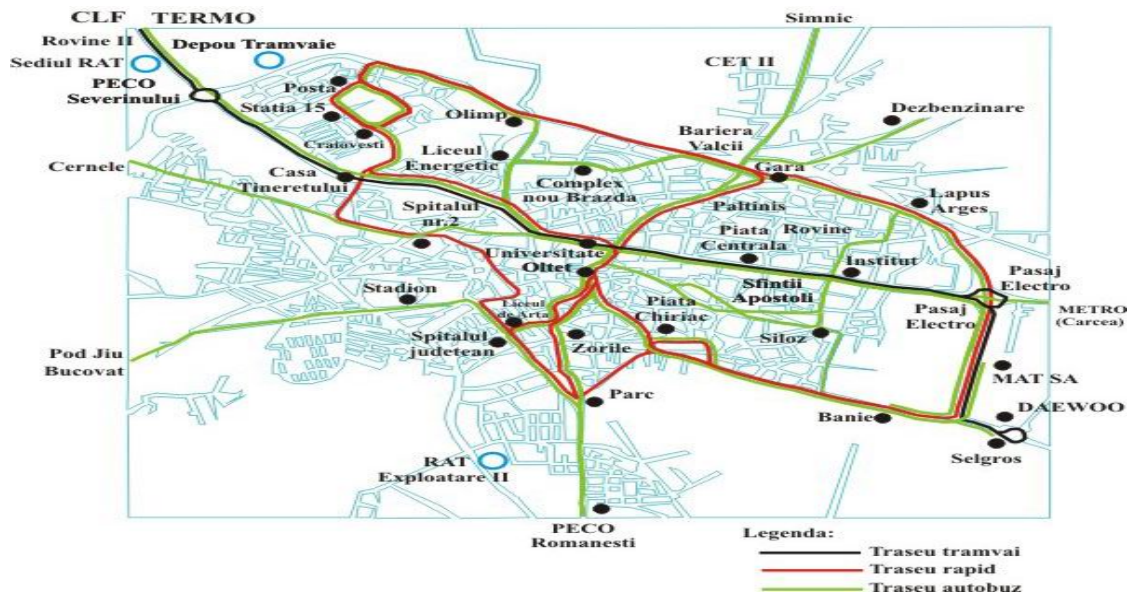 CLF TERMO
Simnic
Rovine II
Depou Tramvaie
Sediul RAT
CET II
PECO
Severinului
Posta
Statia 15
Olimp
Dezbenzinare
Craiovesti
Bariera
Valcii
Liceul
Energetic
Cernele
Casa
Tineretului
Gara
Complex
nou Brazda
Lapus
Arges
Paltinis
Spitalul
nr.2
Piata
Centrala
Rovine
Universitate
Oltet
Institut
Pasaj
Electro
Sfintii
Apostoli
Stadion
Liceul
de Arta
Piata
Chiriac
Pasaj
Electro
METRO
(Carcea)
Spitalul
judetean
Zorile
Siloz
Pod Jiu
Bucovat
MAT SA
Parc
DAEWOO
Banie
Selgros
RAT
Exploatare II
PECO
Romanesti
Legenda:
Traseu tramvai
Traseu rapid
Traseu autobuz